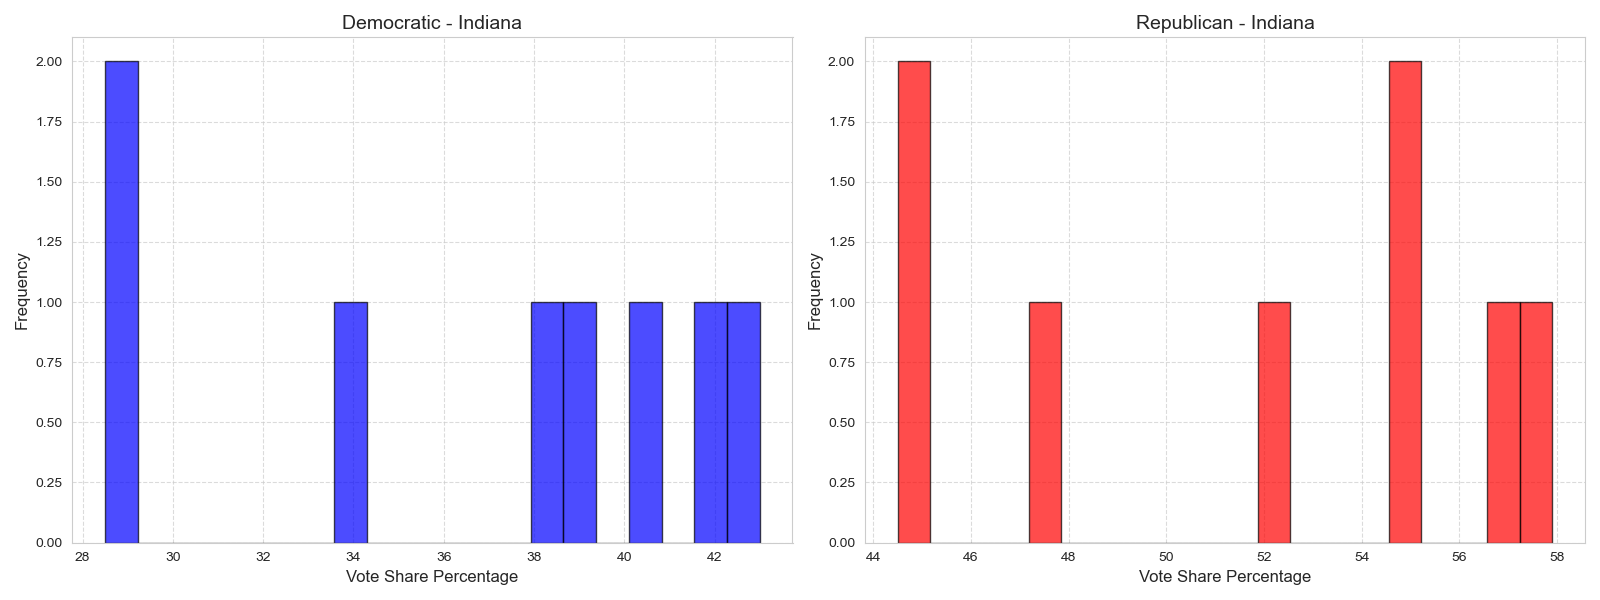 Democratic - Indiana
Frequency
2.00
1.75
1.50
1.25
1.00
0.75
0.50
0.25
0.00
28 30 32 34 36 38 40 42
Vote Share Percentage
Republican - Indiana
Frequency
2.00
1.75
1.50
1.25
1.00
0.75
0.50
0.25
0.00
44 46 48 50 52 54 56 58
Vote Share Percentage